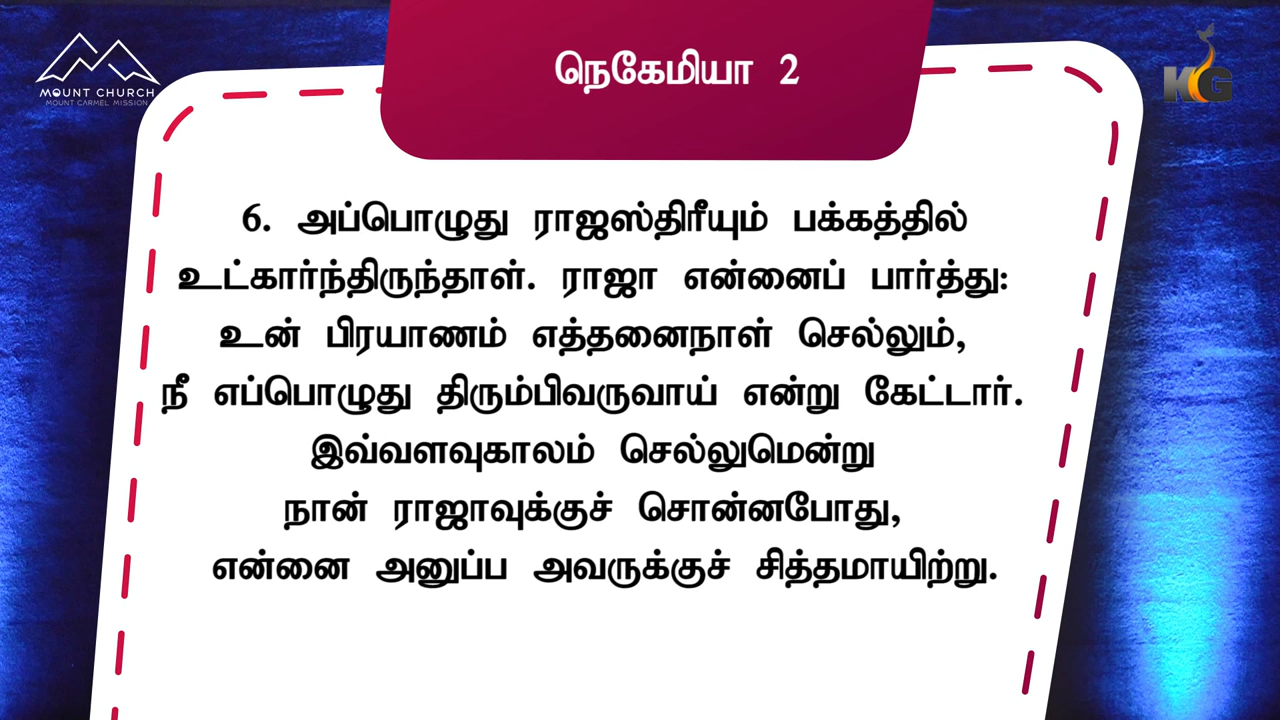 MOUNT CHURCH
MOUNT CARMEL MISSION
நெகேமியா 2
KG
6. அப்பொழுது ராஜஸ்திரீயும் பக்கத்தில்
உட்கார்ந்திருந்தாள். ராஜா என்னைப் பார்த்து:
உன் பிரயாணம் எத்தனைநாள் செல்லும்,
நீ எப்பொழுது திரும்பிவருவாய் என்று கேட்டார்.
இவ்வளவுகாலம் செல்லுமென்று
நான் ராஜாவுக்குச் சொன்னபோது,
என்னை அனுப்ப அவருக்குச் சித்தமாயிற்று.